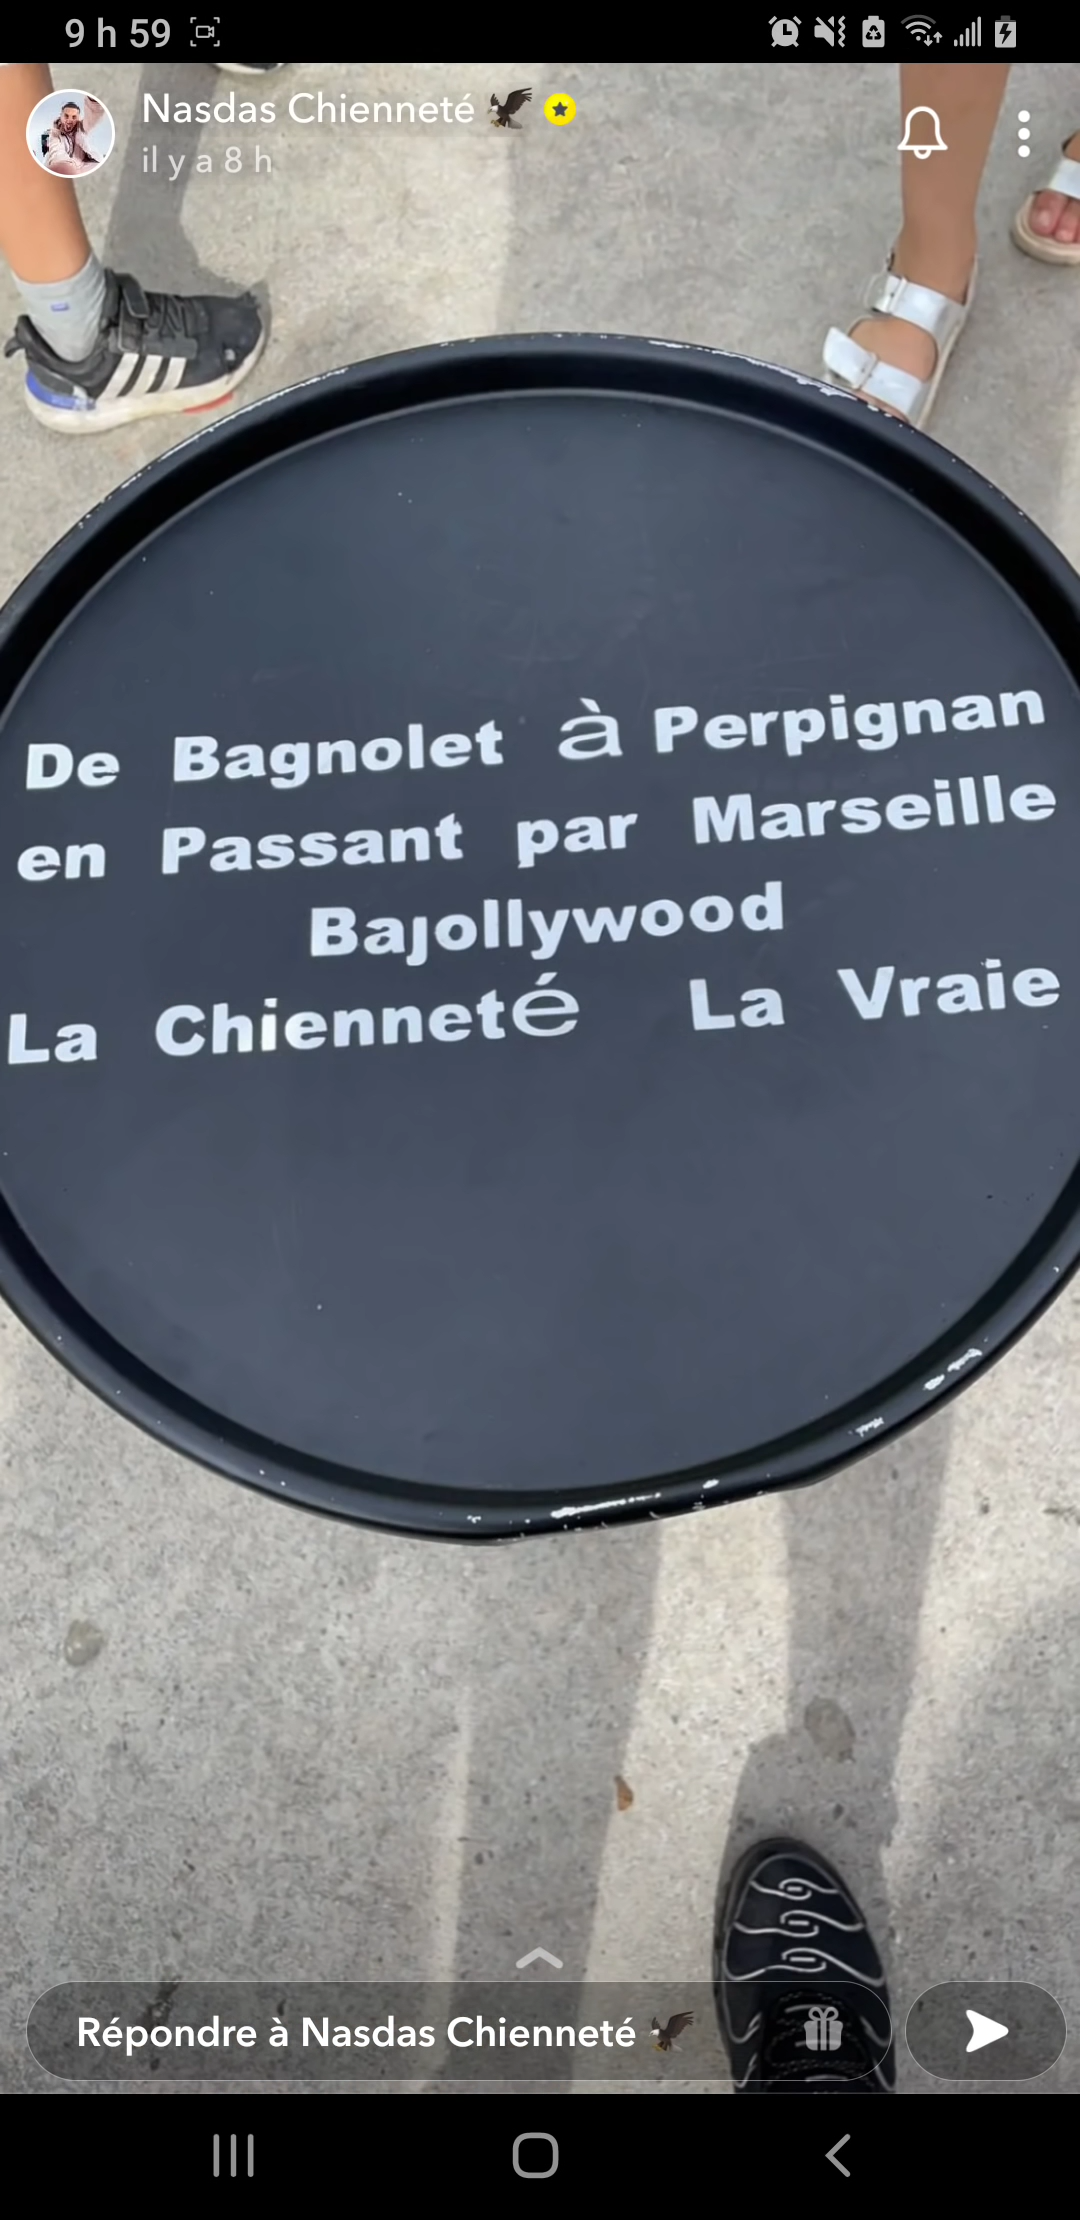 9 h 59
Nasdas Chienneté
il y a 8 h
De Bagnolet à Perpignan
en Passant par Marseille
Bajollywood
La Chienneté La Vraie
Répondre à Nasdas Chienneté